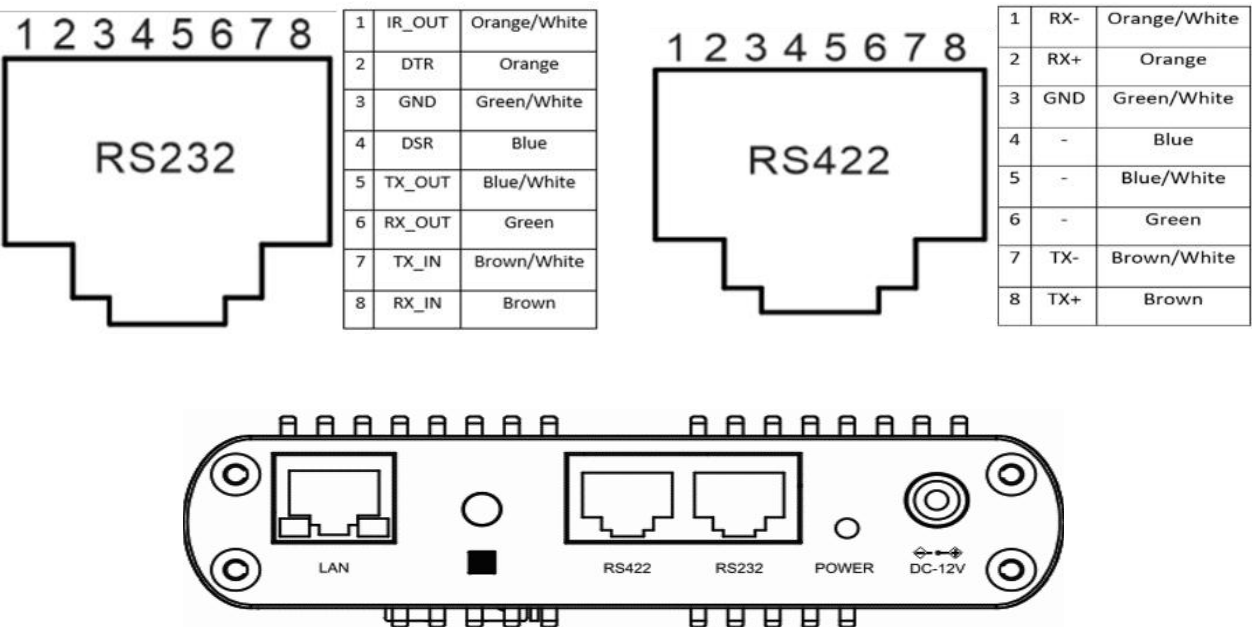 1 2 3 4 5 6 7 8
RS232
1 IR_OUT Orange/White
2 DTR Orange
3 GND Green/White
4 DSR Blue
5 TX_OUT Blue/White
6 RX_OUT Green
7 TX_IN Brown/White
8 RX_IN Brown
1 2 3 4 5 6 7 8
RS422
1 RX- Orange/White
2 RX+ Orange
3 GND Green/White
4 - Blue
5 - Blue/White
6 - Green
7 TX- Brown/White
8 TX+ Brown
LAN
RS422
RS232
POWER
DC-12V